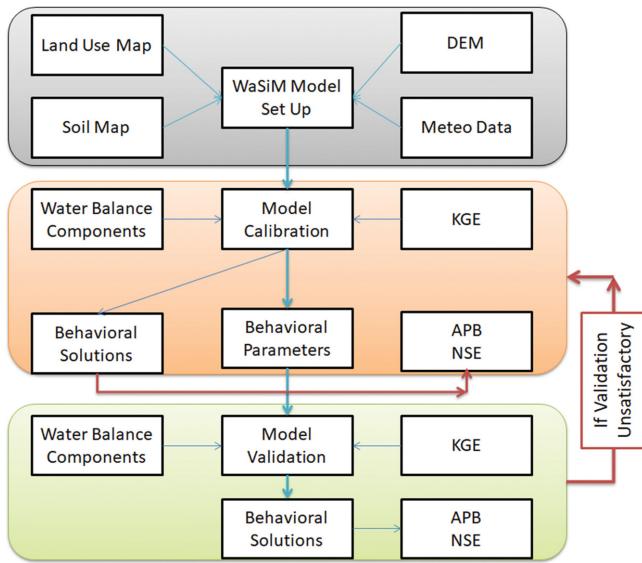 Land Use Map
DEM
WaSiM Model
Set Up
Soil Map
Meteo Data
Water Balance
Components
Model
Calibration
KGE
Behavioral
Solutions
Behavioral
Parameters
APB
NSE
If Validation
Unsatisfactory
Water Balance
Components
Model
Validation
KGE
Behavioral
Solutions
APB
NSE